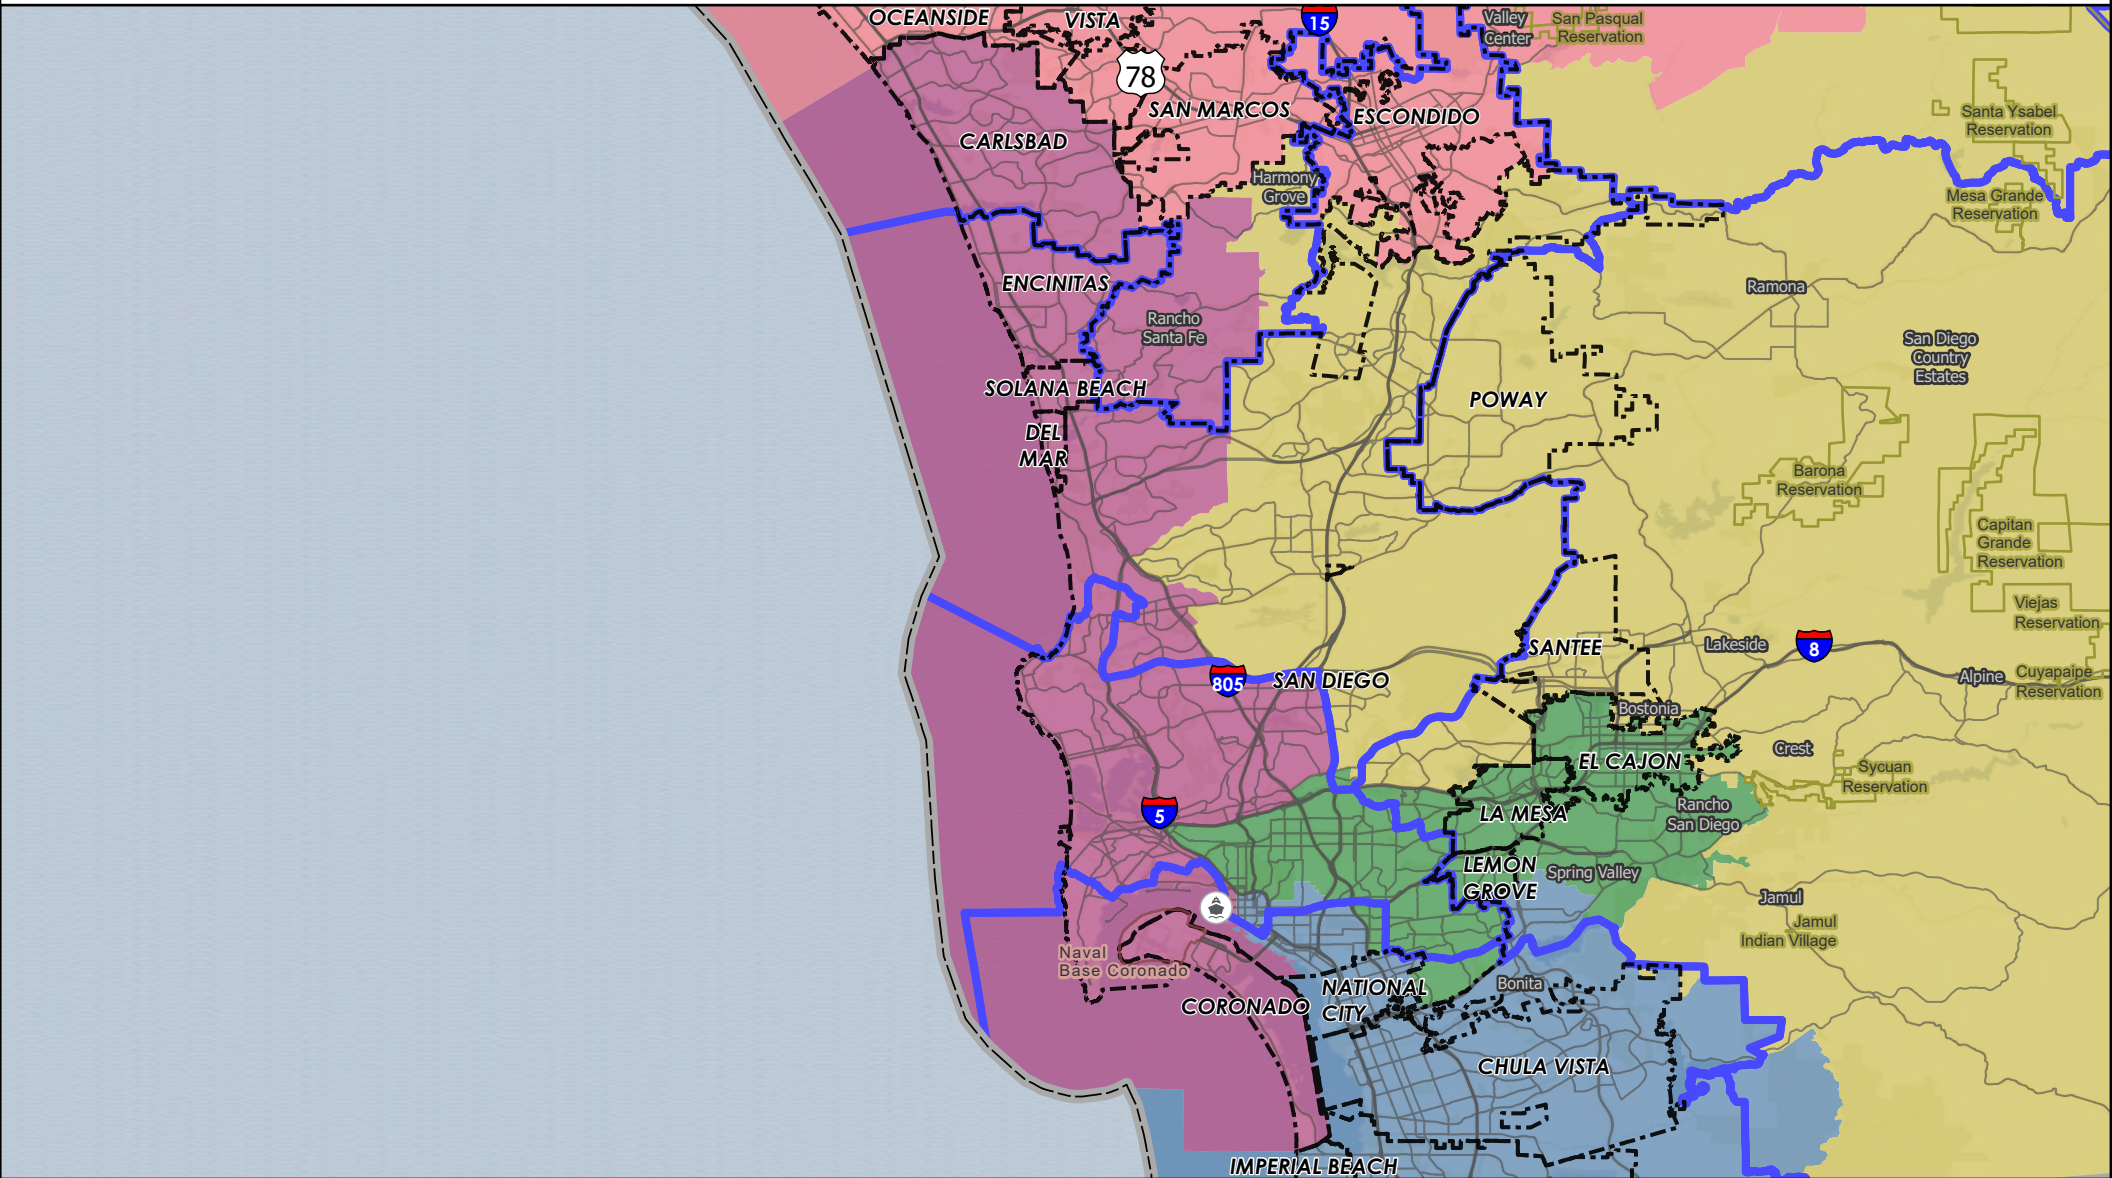 OCEANSIDE
VISTA
15
Valley
Center
San Pasqual
Reservation
78
SAN MARCOS
ESCONDIDO
Santa Ysabel
Reservation
CARLSBAD
Harmony
Grove
Mesa Grande
Reservation
ENCINITAS
Ramona
Rancho
Santa Fe
San Diego
Country
Estates
SOLANA BEACH
POWAY
DEL
MAR
Barona
Reservation
Capitan
Grande
Reservation
Viejas
Reservation
SANTEE
Lakeside
8
805
SAN DIEGO
Alpine
Cuyapaipe
Reservation
Bostonia
Crest
EL CAJON
Sycuan
Reservation
5
LA MESA
Rancho
San Diego
LEMON
GROVE
Spring Valley
Jamul
Jamul
Indian Village
Naval
Base Coronado
CORONADO
NATIONAL
CITY
Bonita
CHULA VISTA
IMPERIAL BEACH